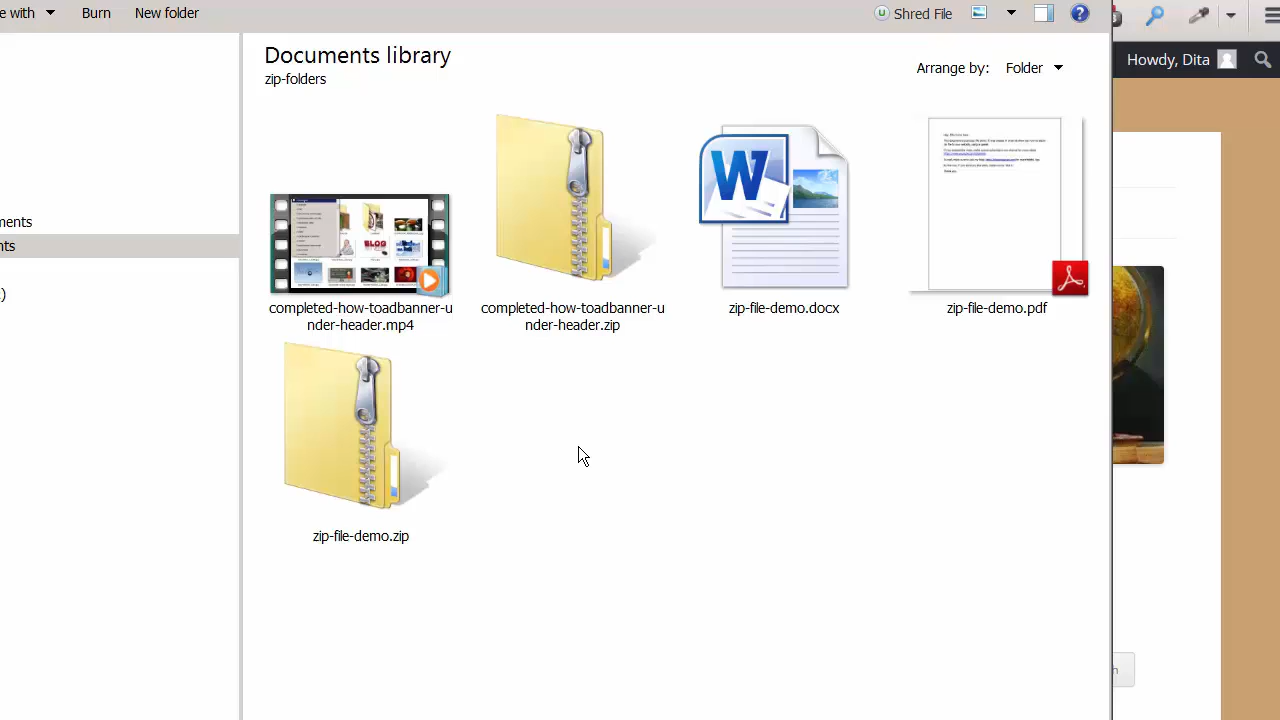 e with
Burn
New folder
Shred File
Howdy, Dita
Documents library
zip-folders
Arrange by:
Folder
ments
nts
)
W
BLOG
completed-how-toadbanner-u
nder-header.mp4
completed-how-toadbanner-u
nder-header.zip
zip-file-demo.docx
zip-file-demo.pdf
zip-file-demo.zip
h